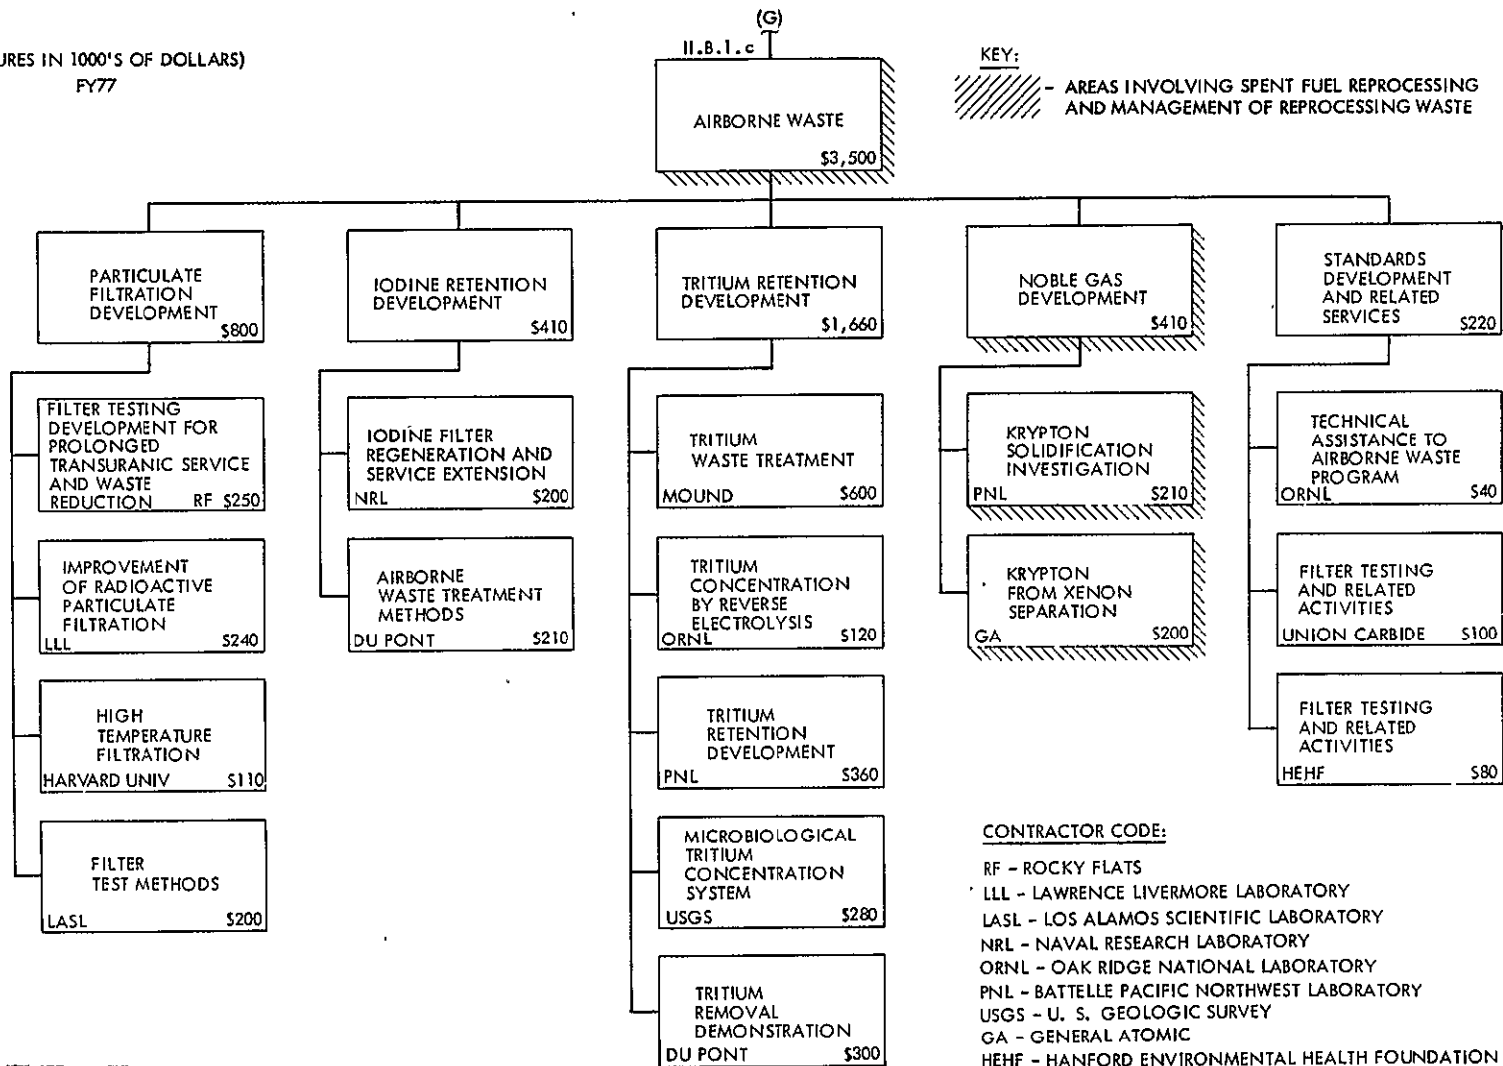 (G)
II.B.1.c
URES IN 1000'S OF DOLLARS)
FY77
KEY:
- AREAS INVOLVING SPENT FUEL REPROCESSING
AND MANAGEMENT OF REPROCESSING WASTE
AIRBORNE WASTE
$3,500
PARTICULATE
FILTRATION
DEVELOPMENT
$800
IODINE RETENTION
DEVELOPMENT
$410
TRITIUM RETENTION
DEVELOPMENT
$1,660
NOBLE GAS
DEVELOPMENT
$410
STANDARDS
DEVELOPMENT
AND RELATED
SERVICES
$220
FILTER TESTING
DEVELOPMENT FOR
PROLONGED
TRANSURANIC SERVICE
AND WASTE
REDUCTION RF $250
IMPROVEMENT
OF RADIOACTIVE
PARTICULATE
FILTRATION
LLL $240
HIGH
TEMPERATURE
FILTRATION
HARVARD UNIV $110
FILTER
TEST METHODS
LASL $200
IODINE FILTER
REGENERATION AND
SERVICE EXTENSION
NRL $200
AIRBORNE
WASTE TREATMENT
METHODS
DU PONT $210
TRITIUM
WASTE TREATMENT
MOUND $600
TRITIUM
CONCENTRATION
BY REVERSE
ELECTROLYSIS
ORNL $120
TRITIUM
RETENTION
DEVELOPMENT
PNL $360
MICROBIOLOGICAL
TRITIUM
CONCENTRATION
SYSTEM
USGS $280
TRITIUM
REMOVAL
DEMONSTRATION
DU PONT $300
KRYPTON
SOLIDIFICATION
INVESTIGATION
PNL $210
KRYPTON
FROM XENON
SEPARATION
GA $200
TECHNICAL
ASSISTANCE TO
AIRBORNE WASTE
PROGRAM
ORNL $40
FILTER TESTING
AND RELATED
ACTIVITIES
UNION CARBIDE $100
FILTER TESTING
AND RELATED
ACTIVITIES
HEHF $80
CONTRACTOR CODE:
RF - ROCKY FLATS
LLL - LAWRENCE LIVERMORE LABORATORY
LASL - LOS ALAMOS SCIENTIFIC LABORATORY
NRL - NAVAL RESEARCH LABORATORY
ORNL - OAK RIDGE NATIONAL LABORATORY
PNL - BATTELLE PACIFIC NORTHWEST LABORATORY
USGS - U. S. GEOLOGIC SURVEY
GA - GENERAL ATOMIC
HEHF - HANFORD ENVIRONMENTAL HEALTH FOUNDATION